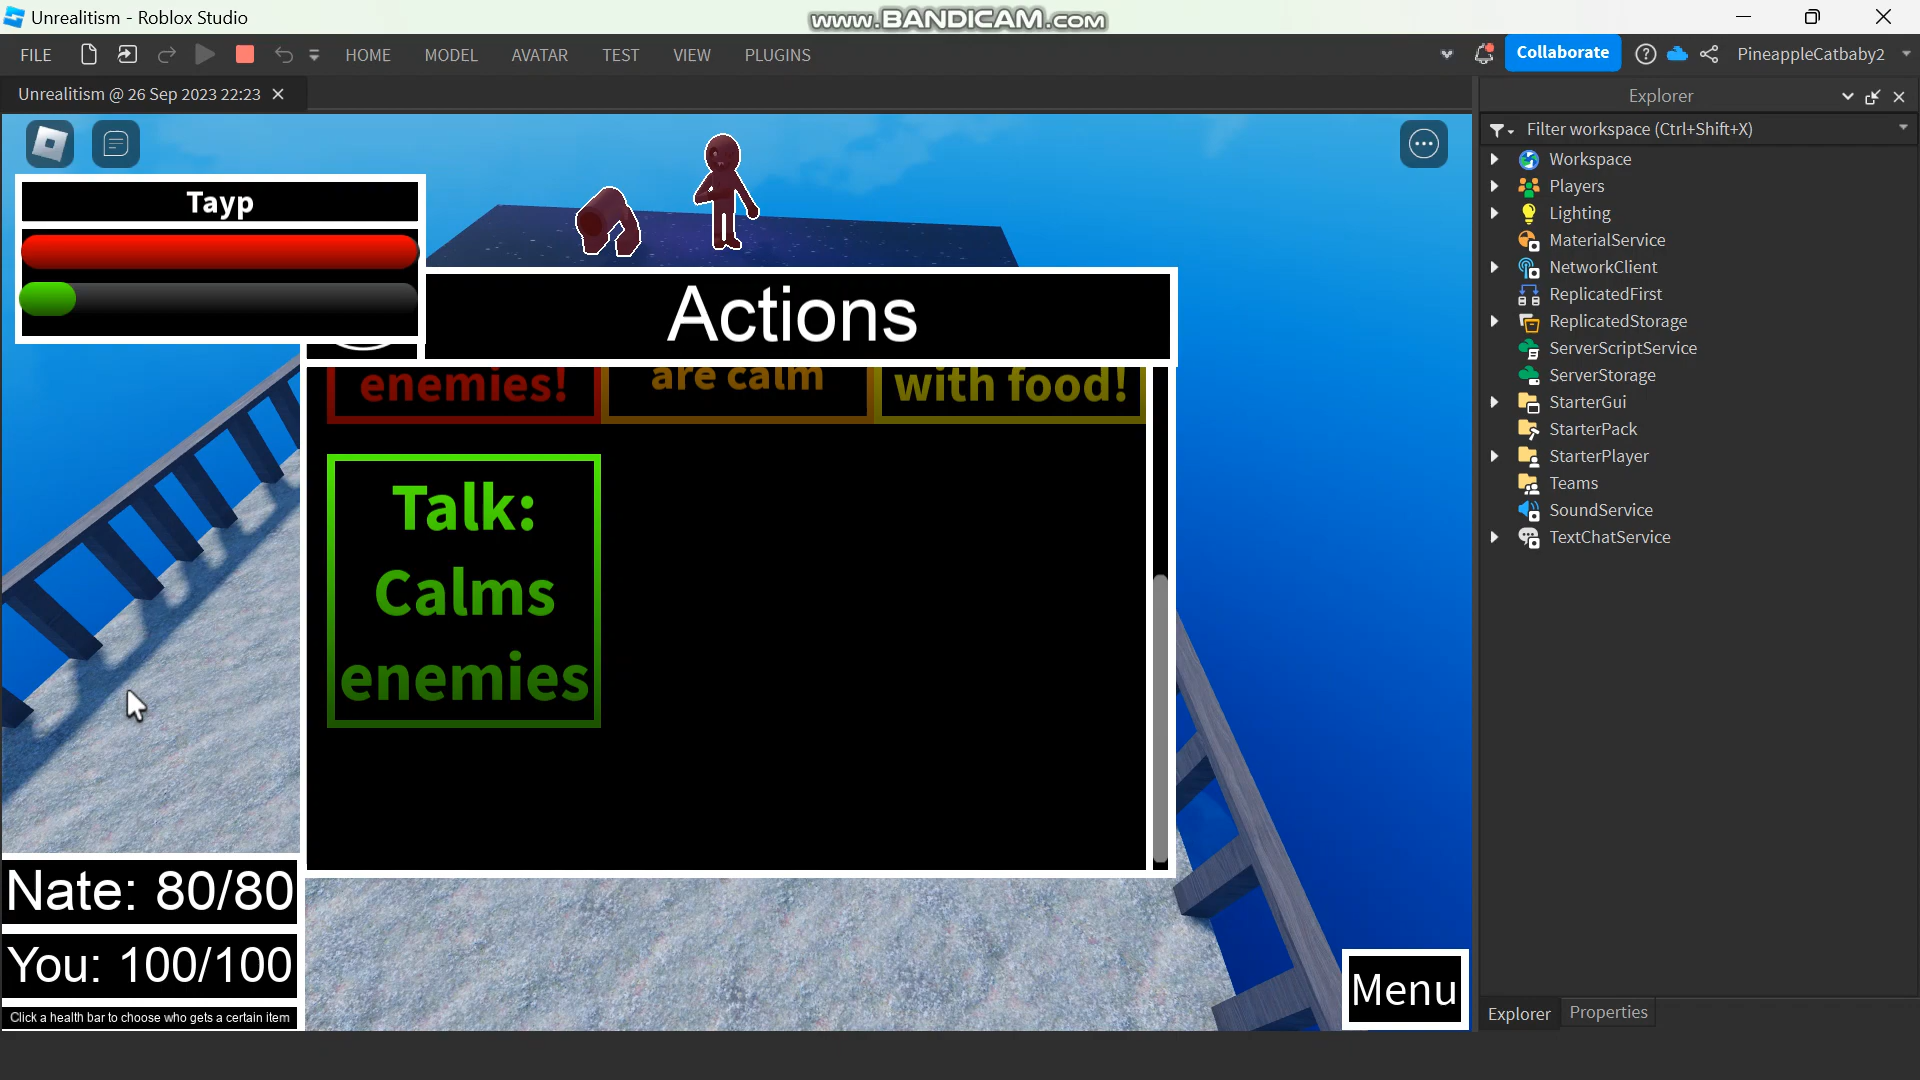 Unrealitism - Roblox Studio
www.BANDICAM.com
FILE
HOME
MODEL
AVATAR
TEST
VIEW
PLUGINS
Collaborate
PineappleCatbaby2
Unrealitism @ 26 Sep 2023 22:23
Explorer
Filter workspace (Ctrl+Shift+X)
Workspace
Players
Lighting
MaterialService
NetworkClient
ReplicatedFirst
ReplicatedStorage
ServerScriptService
ServerStorage
StarterGui
StarterPack
StarterPlayer
Teams
SoundService
TextChatService
Tayp
Actions
enemies!
are calm
with food!
Talk:
Calms
enemies
Nate: 80/80
You: 100/100
Click a health bar to choose who gets a certain item
Menu
Explorer
Properties